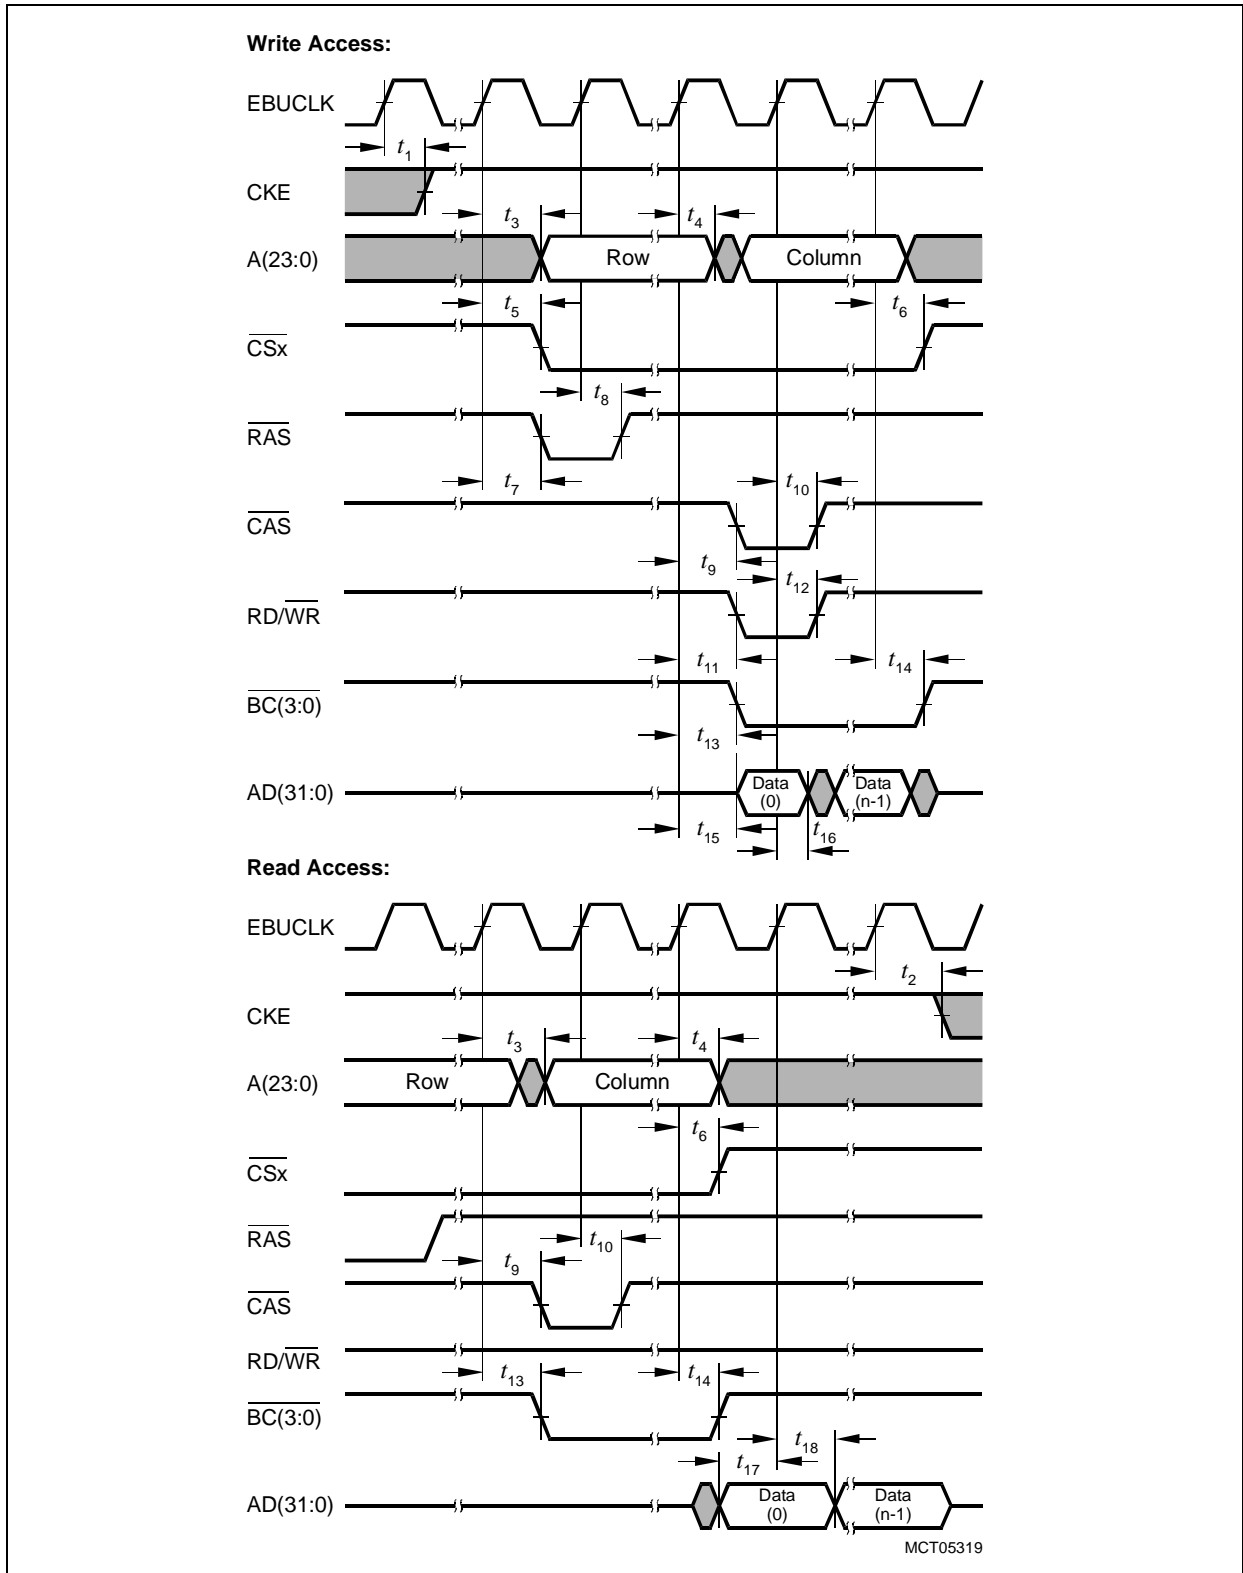 Write Access:
EBUCLK
t1
CKE
t3 t4
A(23:0) Row Column
t5 t6
CSx
t8
RAS
t7 t10
CAS
t9 t12
RD/WR
t11 t14
BC(3:0)
t13
AD(31:0) Data (0) Data (n-1)
t15 t16
Read Access:
EBUCLK
t2
CKE
t3 t4
A(23:0) Row Column
t6
CSx
RAS
t9 t10
CAS
RD/WR
t13 t14
BC(3:0)
t17 t18
AD(31:0) Data (0) Data (n-1)
MCT05319